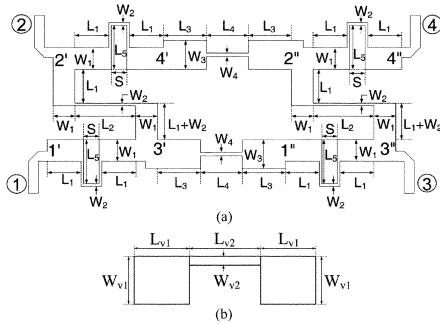 W2
2 L1 L1 L3 L4 L3 L1 L1 4
L5 L5
2' W1 4' W3 2" W1 4"
S W4 S
L1 W2 L1 W2
W1 W1 L1+W2 W1 W1 L1+W2
S L2 S L2
1' L5 W1 3' W4 W3 1" L5 W1 3"
1 L1 L1 L3 L4 L3 L1 L1 3
W2 W2
(a)
Lv1 Lv2 Lv1
Wv1 Wv2 Wv1
(b)